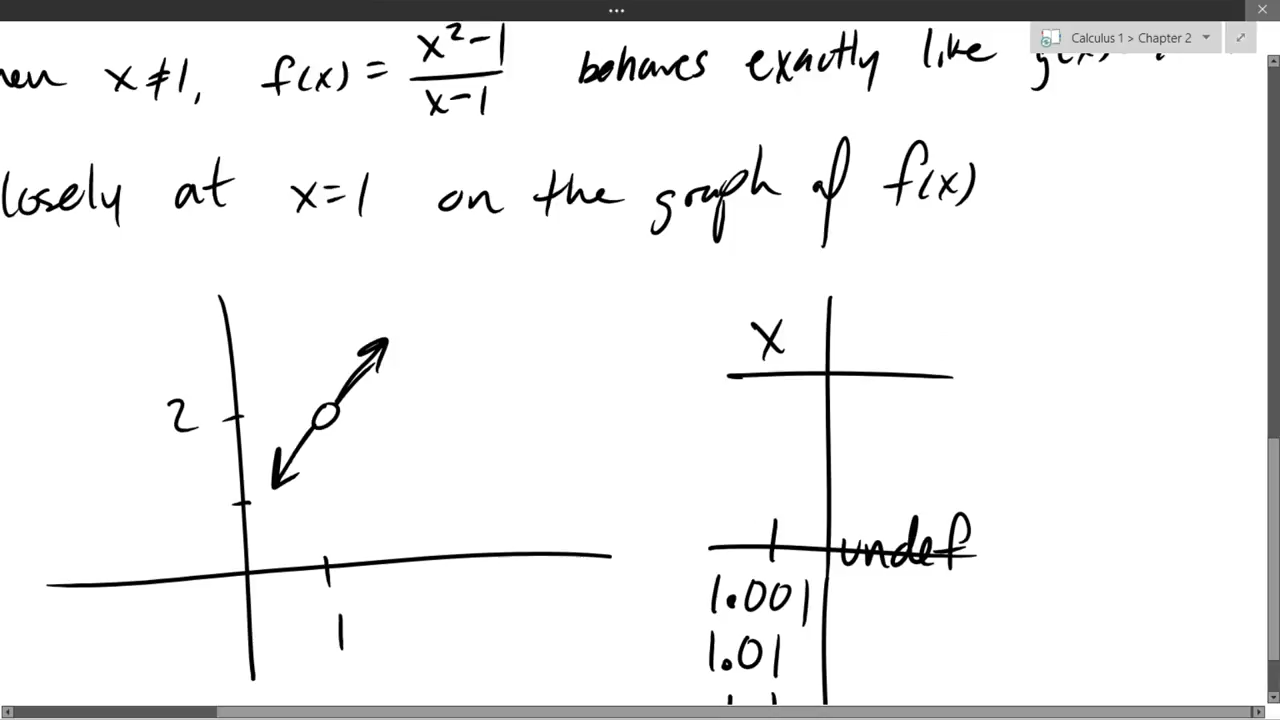 Calculus 1 > Chapter 2
x≠1, f(x) = x²-1 / x-1 behaves exactly like
losely at x=1 on the graph of f(x)
x
2
1 undef
1.001
1
1.01